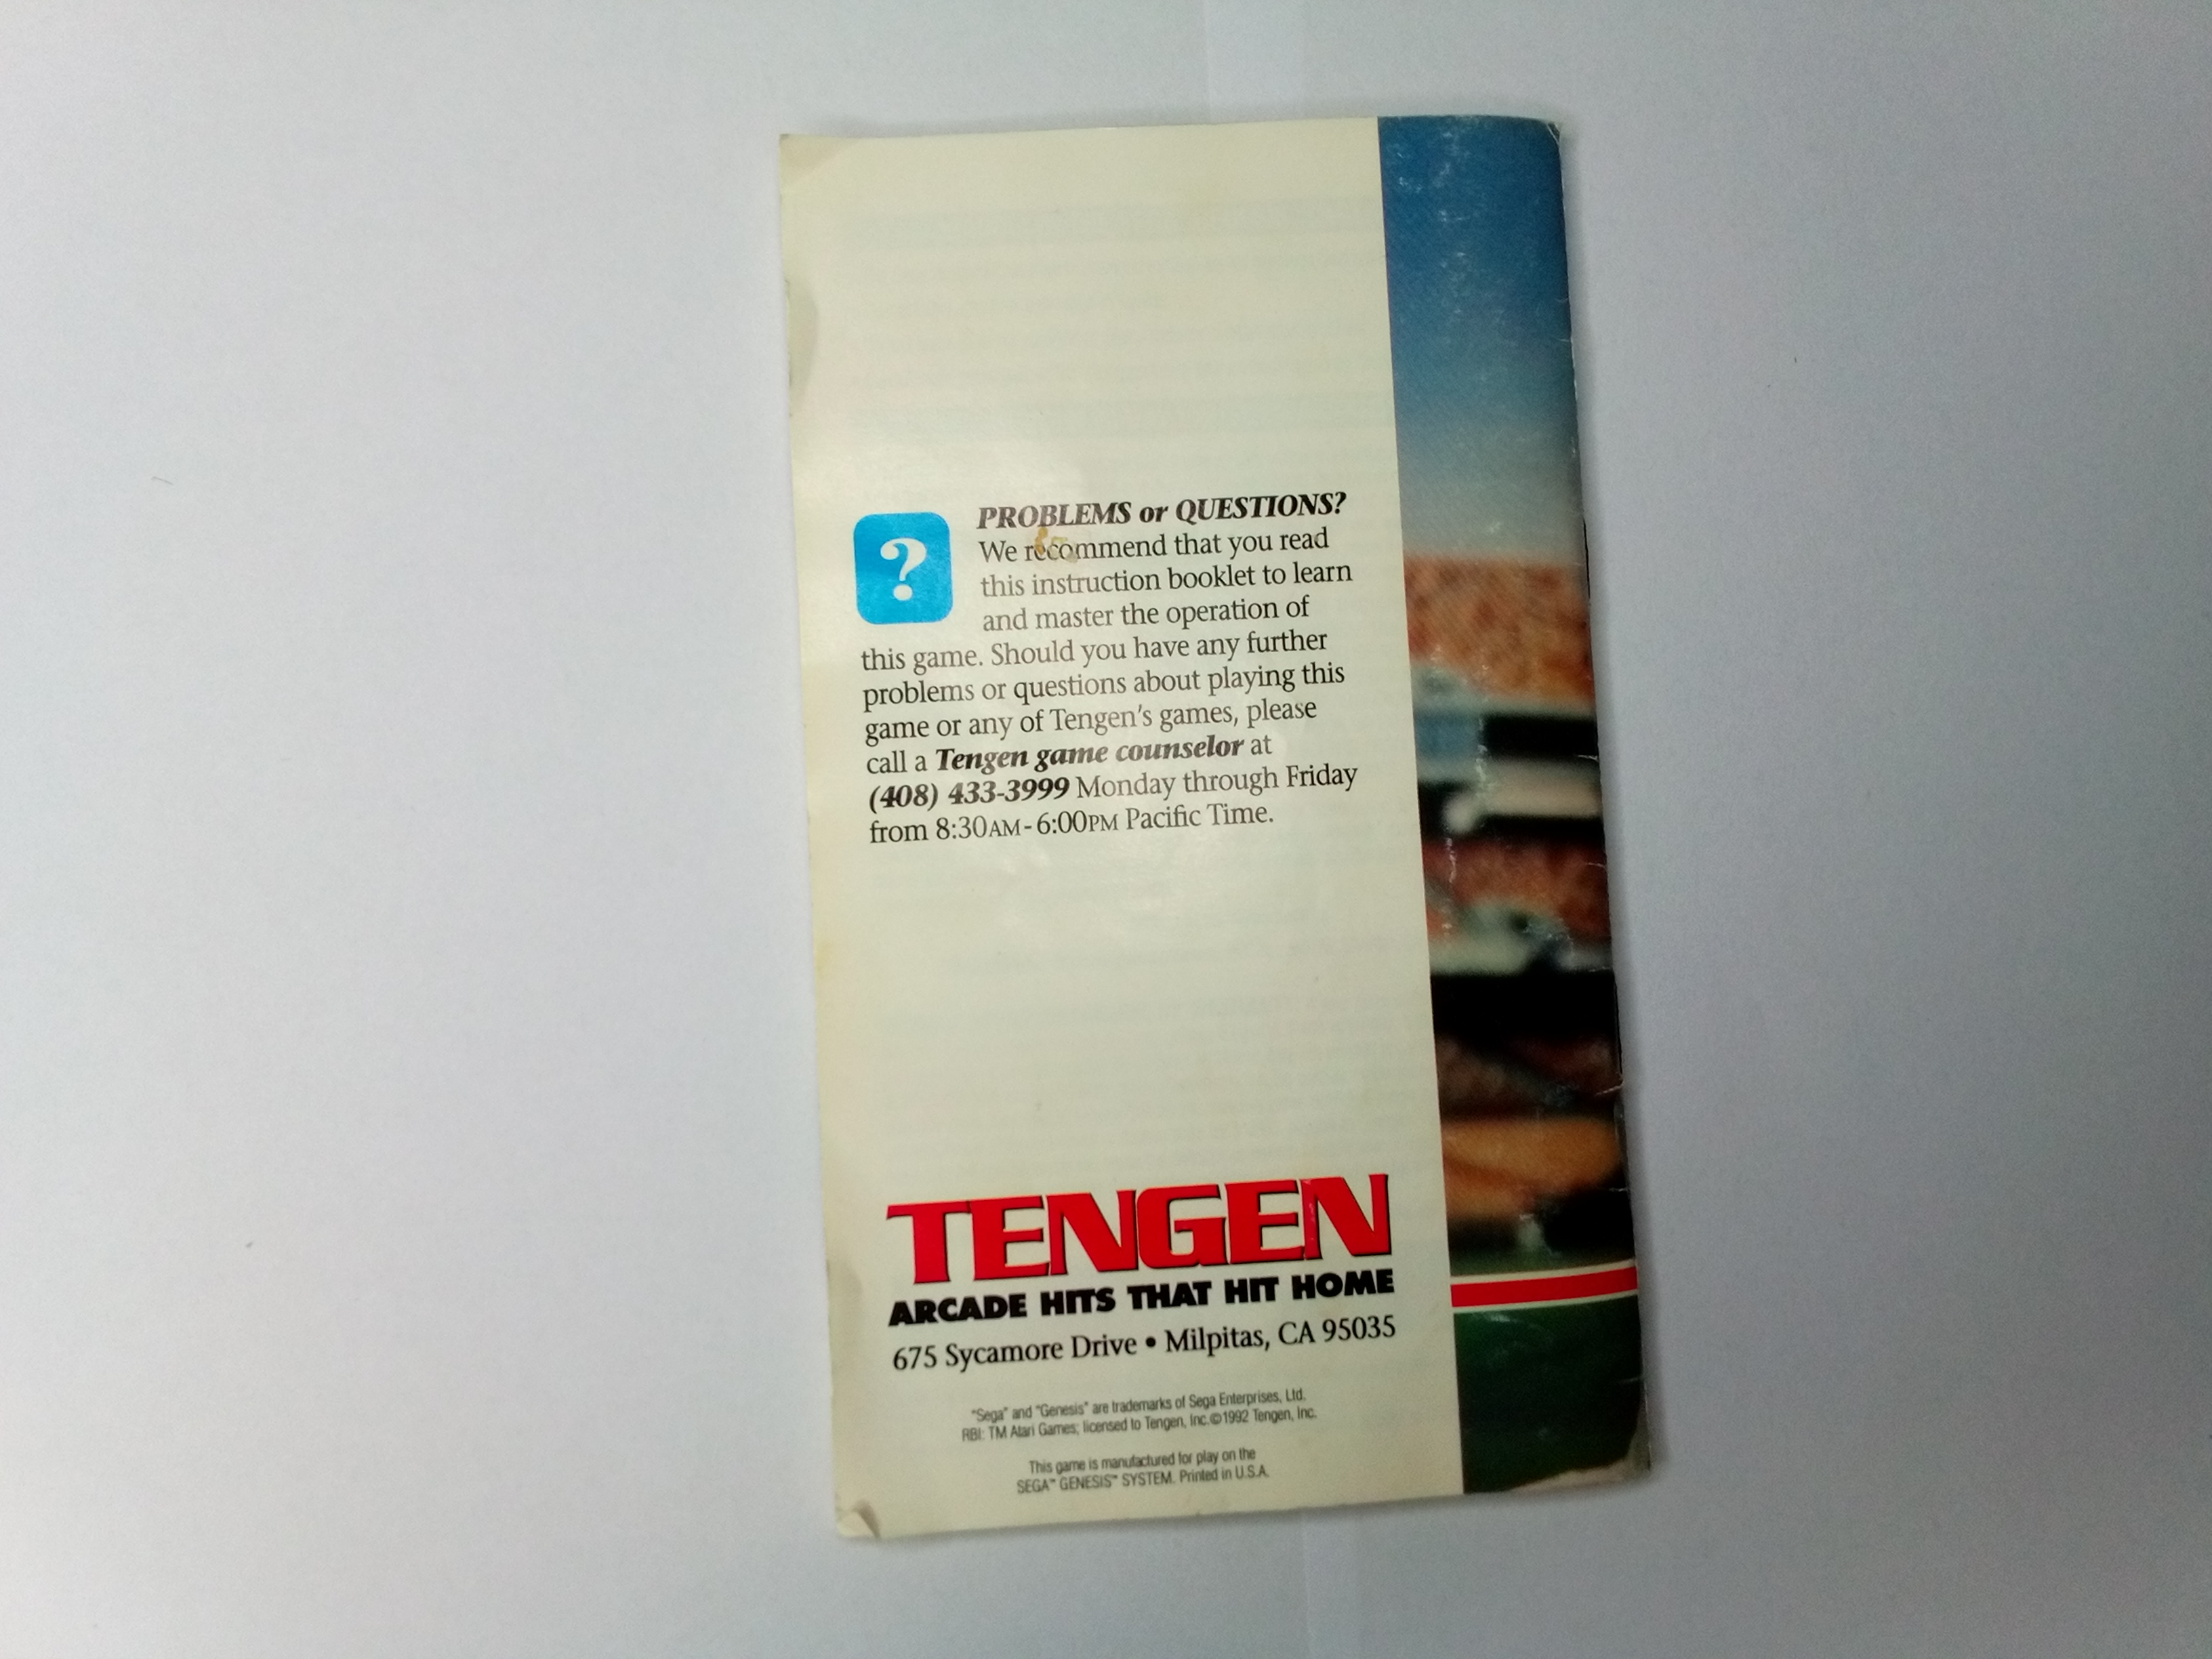 ?
PROBLEMS or QUESTIONS?
We recommend that you read
this instruction booklet to learn
and master the operation of
this game. Should you have any further
problems or questions about playing this
game or any of Tengen's games, please
call a Tengen game counselor at
(408) 433-3999 Monday through Friday
from 8:30AM-6:00PM Pacific Time.
TENGEN
ARCADE HITS THAT HIT HOME
675 Sycamore Drive • Milpitas, CA 95035
"Sega" and "Genesis" are trademarks of Sega Enterprises, Ltd.
RBI: TM Atari Games; licensed to Tengen, Inc.©1992 Tengen, Inc.
This game is manufactured for play on the
SEGA™ GENESIS™ SYSTEM. Printed in U.S.A.